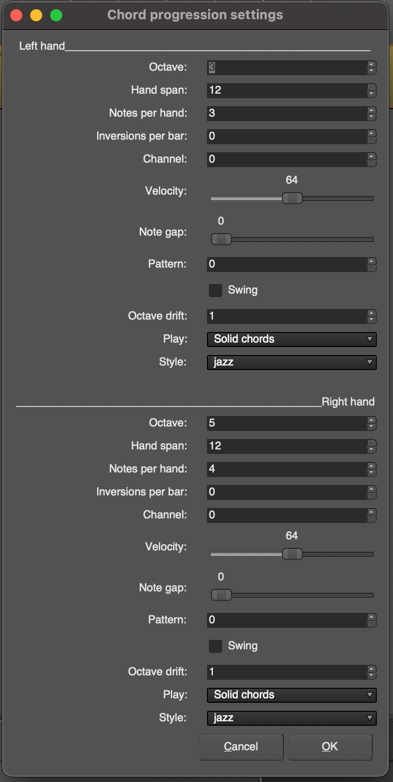 Chord progression settings
Left hand
Octave: 3
Hand span: 12
Notes per hand: 3
Inversions per bar: 0
Channel: 0
64
Velocity:
0
Note gap:
Pattern: 0
Swing
Octave drift: 1
Play: Solid chords
Style: jazz
Right hand
Octave: 5
Hand span: 12
Notes per hand: 4
Inversions per bar: 0
Channel: 0
64
Velocity:
0
Note gap:
Pattern: 0
Swing
Octave drift: 1
Play: Solid chords
Style: jazz
Cancel OK